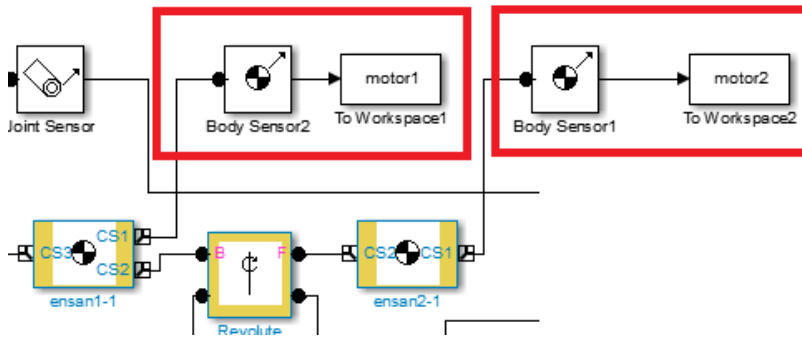 motor1
motor2
Joint Sensor
Body Sensor2
To Workspace1
Body Sensor1
To Workspace2
CS3
CS1
CS2
B
F
CS2
CS1
ensan1-1
ensan2-1
Revolute